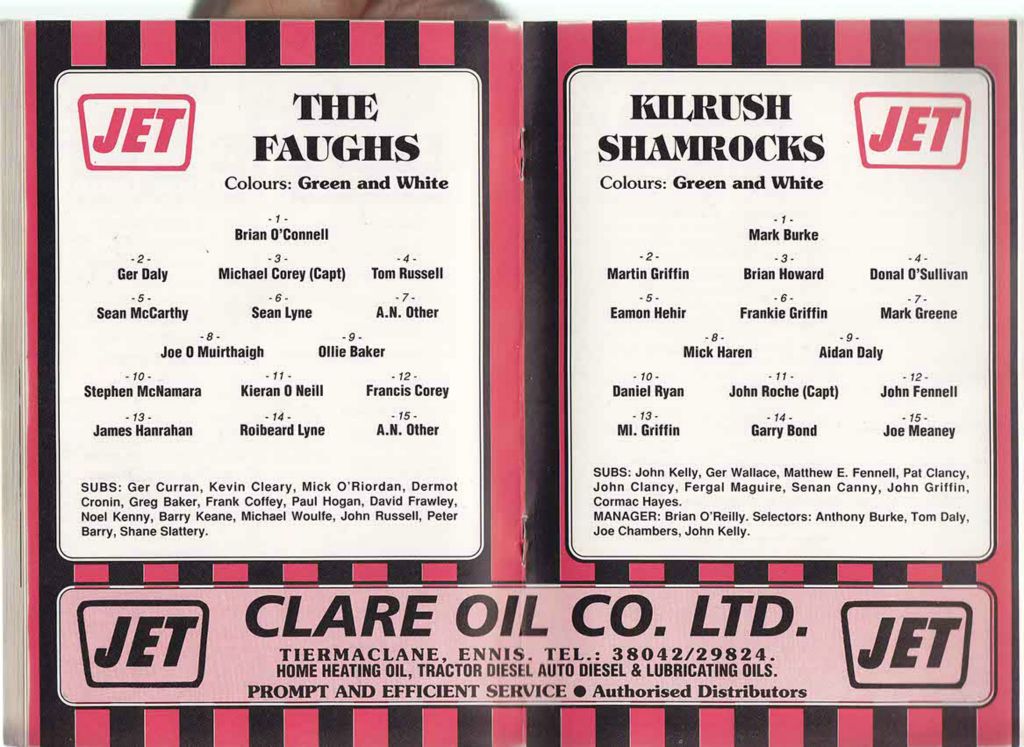 JET
THE
FAUGHS
Colours: Green and White
- 1 -
Brian O'Connell
- 2 - - 3 - - 4 -
Ger Daly Michael Corey (Capt) Tom Russell
- 5 - - 6 - - 7 -
Sean McCarthy Sean Lyne A.N. Other
- 8 - - 9 -
Joe O Muirthaigh Ollie Baker
- 10 - - 11 - - 12 -
Stephen McNamara Kieran O Neill Francis Corey
- 13 - - 14 - - 15 -
James Hanrahan Roibeard Lyne A.N. Other
SUBS: Ger Curran, Kevin Cleary, Mick O'Riordan, Dermot
Cronin, Greg Baker, Frank Coffey, Paul Hogan, David Frawley,
Noel Kenny, Barry Keane, Michael Woulfe, John Russell, Peter
Barry, Shane Slattery.
KILRUSH
SHAMROCKS
JET
Colours: Green and White
- 1 -
Mark Burke
- 2 - - 3 - - 4 -
Martin Griffin Brian Howard Donal O'Sullivan
- 5 - - 6 - - 7 -
Eamon Hehir Frankie Griffin Mark Greene
- 8 - - 9 -
Mick Haren Aidan Daly
- 10 - - 11 - - 12 -
Daniel Ryan John Roche (Capt) John Fennell
- 13 - - 14 - - 15 -
Ml. Griffin Garry Bond Joe Meaney
SUBS: John Kelly, Ger Wallace, Matthew E. Fennell, Pat Clancy,
John Clancy, Fergal Maguire, Senan Canny, John Griffin,
Cormac Hayes.
MANAGER: Brian O'Reilly. Selectors: Anthony Burke, Tom Daly,
Joe Chambers, John Kelly.
JET
CLARE OIL CO. LTD.
TIERMACLANE, ENNIS. TEL.: 38042/29824.
HOME HEATING OIL, TRACTOR DIESEL AUTO DIESEL & LUBRICATING OILS.
PROMPT AND EFFICIENT SERVICE ● Authorised Distributors
JET